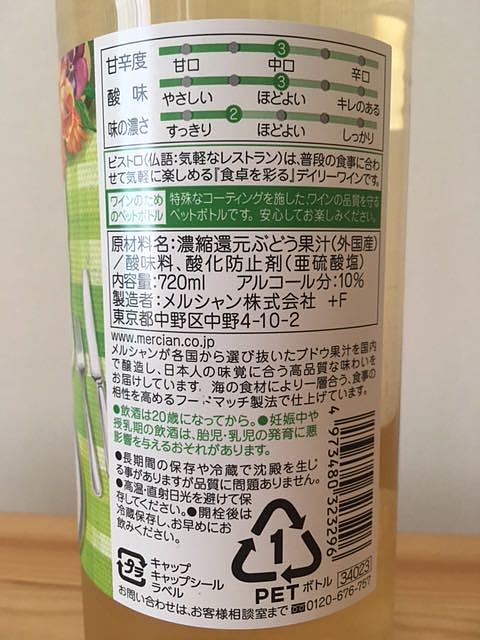 甘辛度 3
甘口 中口 辛口
酸味 3
やさしい ほどよい キレのある
味の濃さ 2
すっきり ほどよい しっかり
ビストロ(仏語:気軽なレストラン)は、普段の食事に合わ
せて気軽に楽しめる『食卓を彩る』デイリーワインです。
ワインのため
のペットボトル
特殊なコーティングを施した、ワインの品質を守る
ペットボトルです。安心してお楽しみください。
原材料名:濃縮還元ぶどう果汁(外国産)
/酸味料、酸化防止剤(亜硫酸塩)
内容量:720ml アルコール分:10%
製造者:メルシャン株式会社 +F
東京都中野区中野4-10-2
www.mercian.co.jp
メルシャンが各国から選び抜いたブドウ果汁を国内
で醸造し、日本人の味覚に合う高品質な味わいを
お届けしています。海の食材により一層合う、食事の
相性を高めるフードマッチ製法で仕上げています。
●飲酒は20歳になってから。●妊娠中や
授乳期の飲酒は、胎児・乳児の発育に悪
影響を与えるおそれがあります。
●長期間の保存や冷蔵で沈殿を生じ
る事がありますが品質に問題ありません。
●高温・直射日光を避けて保
存してください。●開栓後は
冷蔵保存し、お早めにお
飲みください。
4973480323296
プラ
キャップ
キャップシール
ラベル
1
PET ボトル
34023
お問い合わせは、お客様相談室まで 0120-676-757